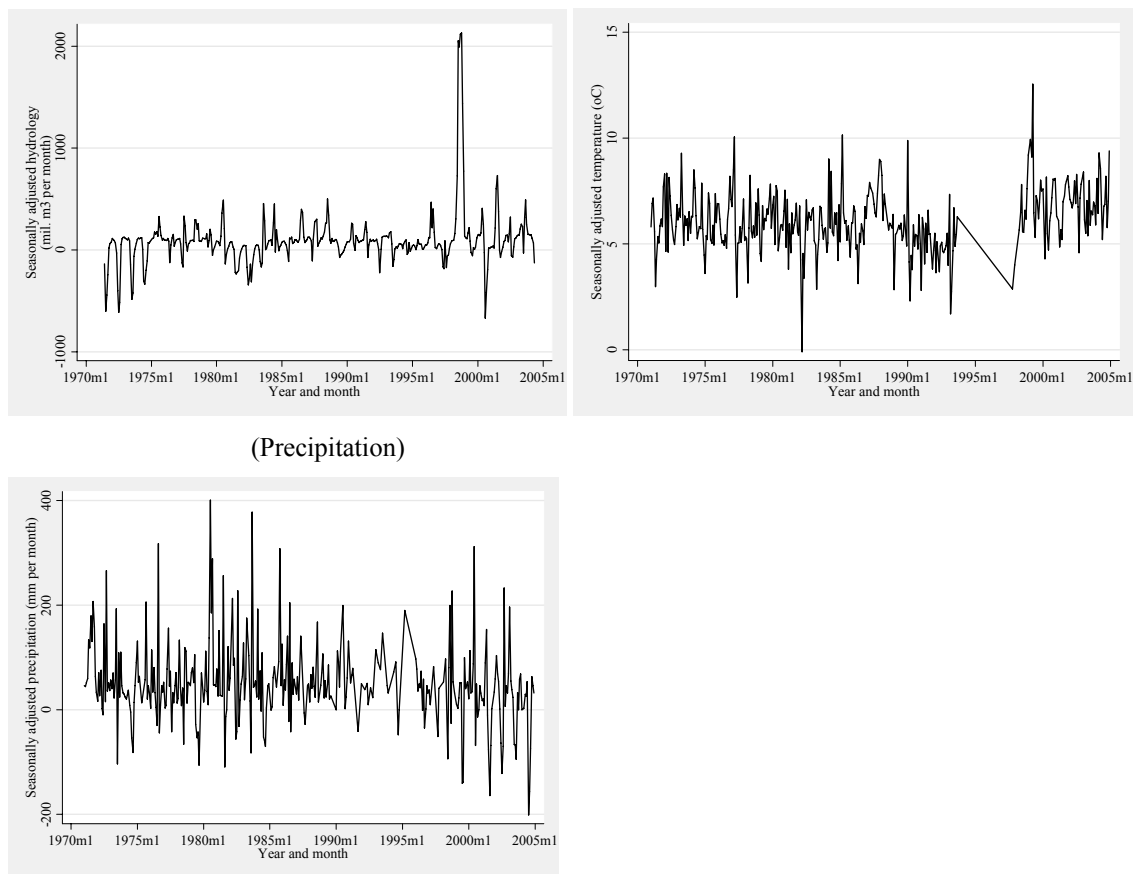 Seasonally adjusted hydrology
(mil. m3 per month)
2000
1000
0
-1000
1970m1 1975m1 1980m1 1985m1 1990m1 1995m1 2000m1 2005m1
Year and month
Seasonally adjusted temperature (oC)
15
10
5
0
1970m1 1975m1 1980m1 1985m1 1990m1 1995m1 2000m1 2005m1
Year and month
(Precipitation)
Seasonally adjusted precipitation (mm per month)
400
200
0
-200
1970m1 1975m1 1980m1 1985m1 1990m1 1995m1 2000m1 2005m1
Year and month